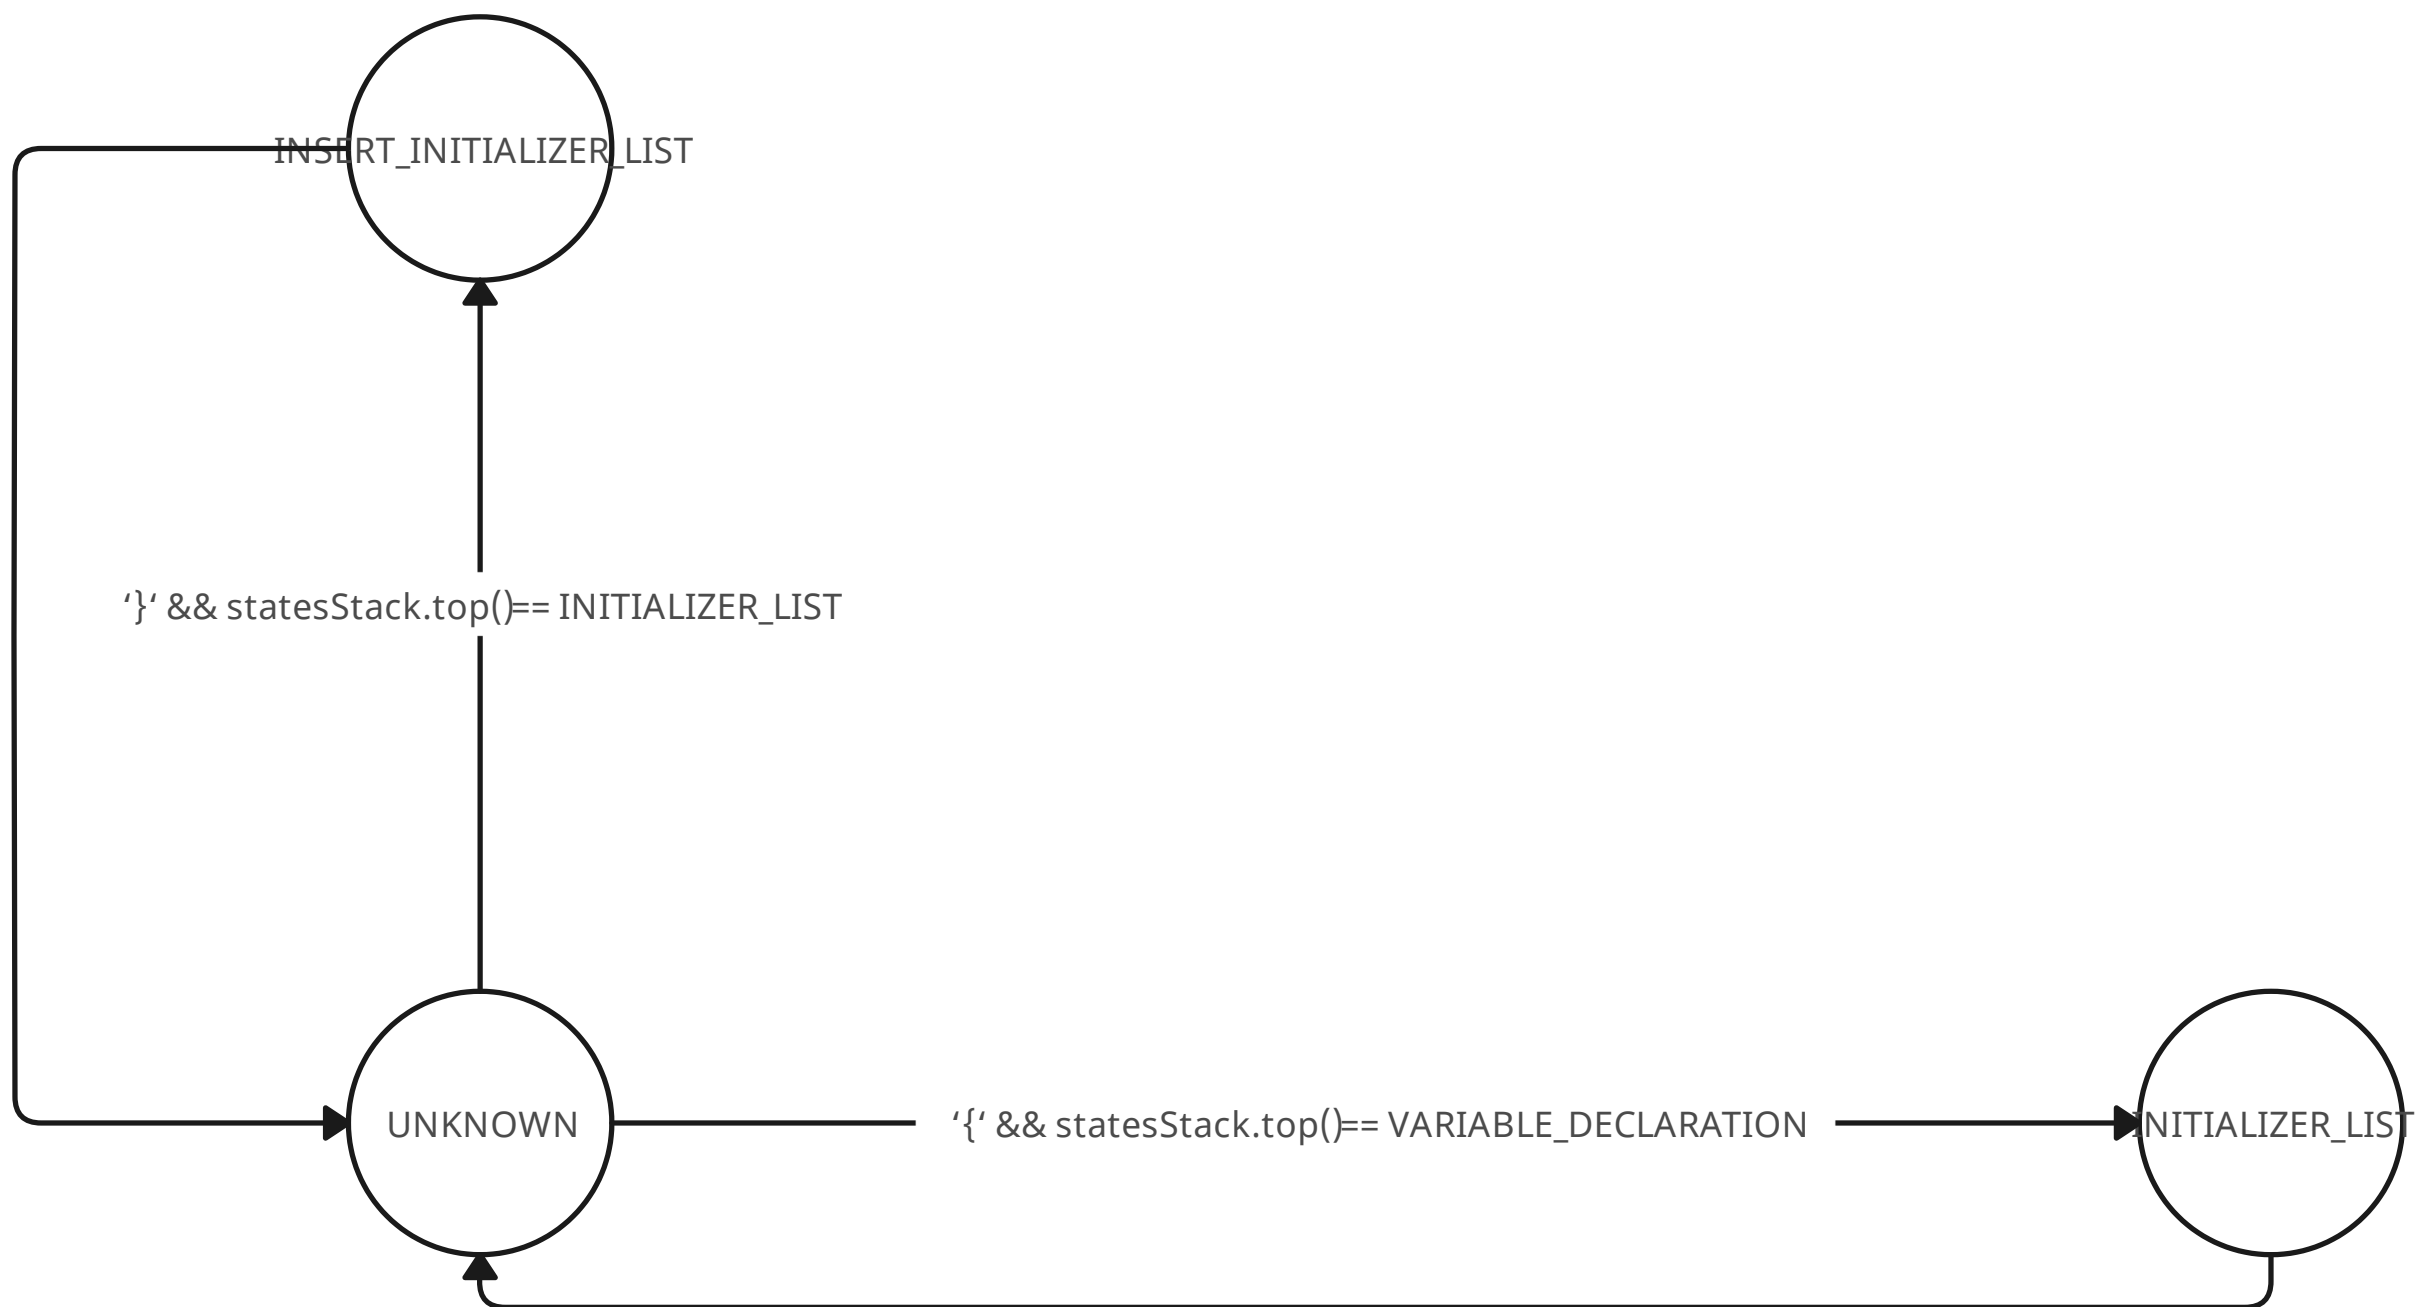 INSERT_INITIALIZER_LIST
‘}‘ && statesStack.top()== INITIALIZER_LIST
UNKNOWN
‘{‘ && statesStack.top()== VARIABLE_DECLARATION
INITIALIZER_LIST